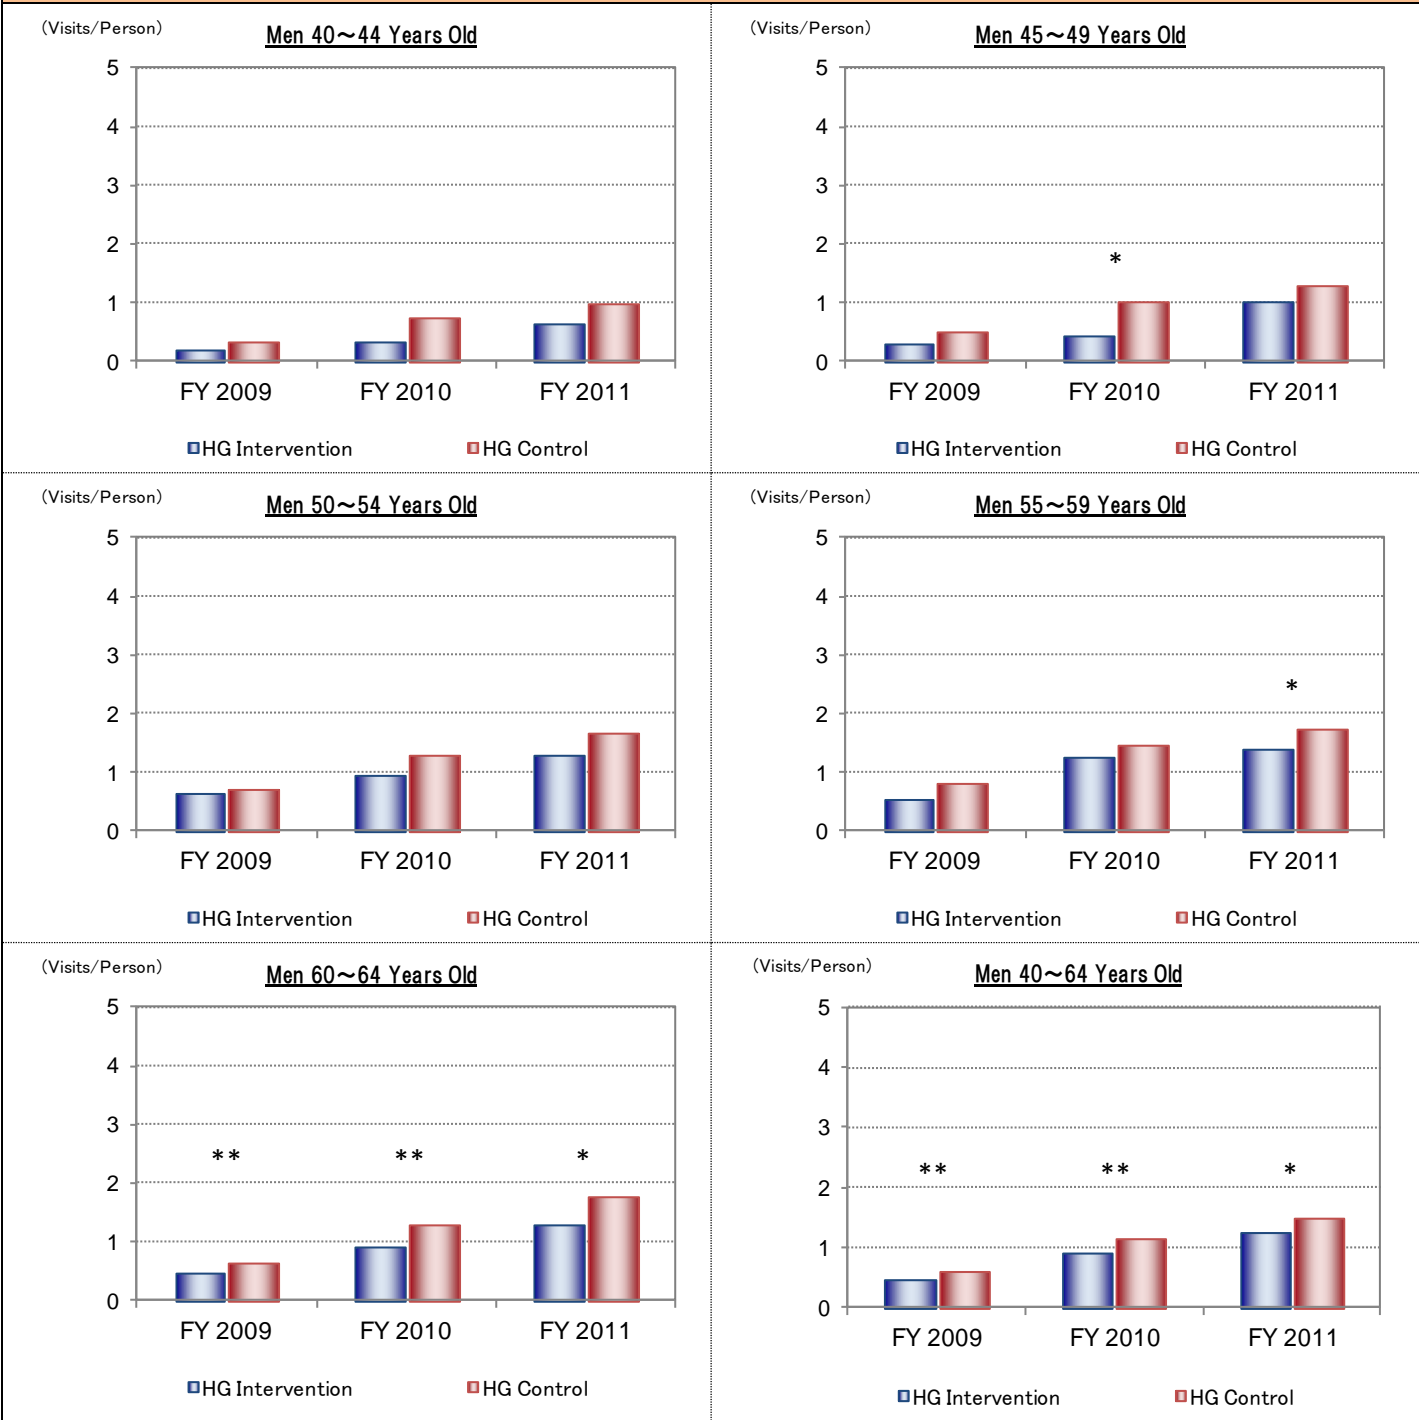 (Visits/Person)
Men 40～44 Years Old
5
4
3
2
1
0
FY 2009 FY 2010 FY 2011
HG Intervention HG Control
(Visits/Person)
Men 45～49 Years Old
5
4
3
2
*
1
0
FY 2009 FY 2010 FY 2011
HG Intervention HG Control
(Visits/Person)
Men 50～54 Years Old
5
4
3
2
1
0
FY 2009 FY 2010 FY 2011
HG Intervention HG Control
(Visits/Person)
Men 55～59 Years Old
5
4
3
*
2
1
0
FY 2009 FY 2010 FY 2011
HG Intervention HG Control
(Visits/Person)
Men 60～64 Years Old
5
4
3
** ** *
2
1
0
FY 2009 FY 2010 FY 2011
HG Intervention HG Control
(Visits/Person)
Men 40～64 Years Old
5
4
3
** ** *
2
1
0
FY 2009 FY 2010 FY 2011
HG Intervention HG Control